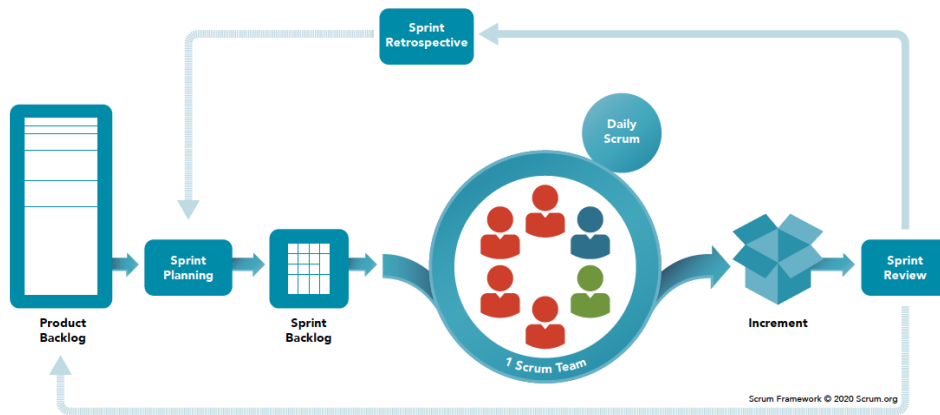 Sprint
Retrospective
Daily
Scrum
Sprint
Planning
Sprint
Review
Product
Backlog
Sprint
Backlog
1 Scrum Team
Increment
Scrum Framework © 2020 Scrum.org